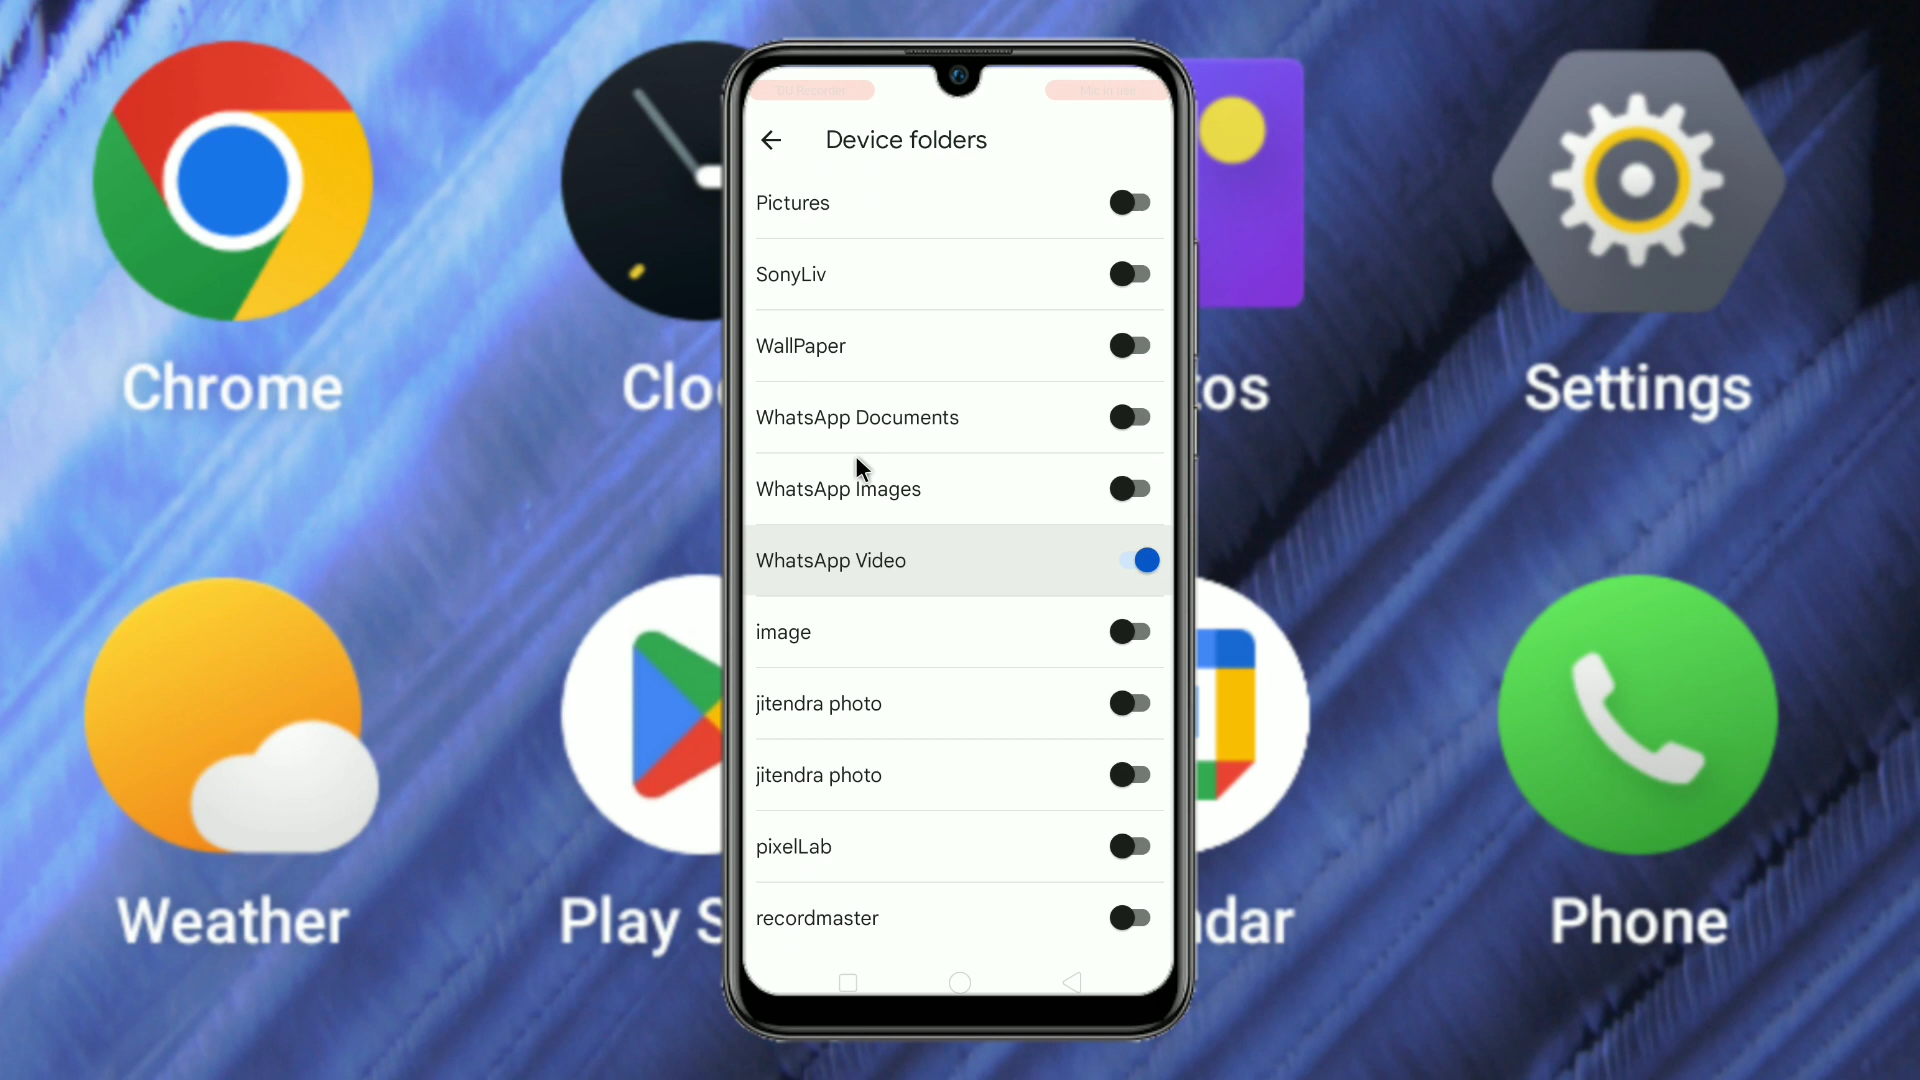 DU Recorder
Mic in use
Device folders
Pictures
SonyLiv
WallPaper
WhatsApp Documents
WhatsApp Images
WhatsApp Video
image
jitendra photo
jitendra photo
pixelLab
recordmaster
Chrome
Clo
tos
Settings
Weather
Play S
ndar
Phone